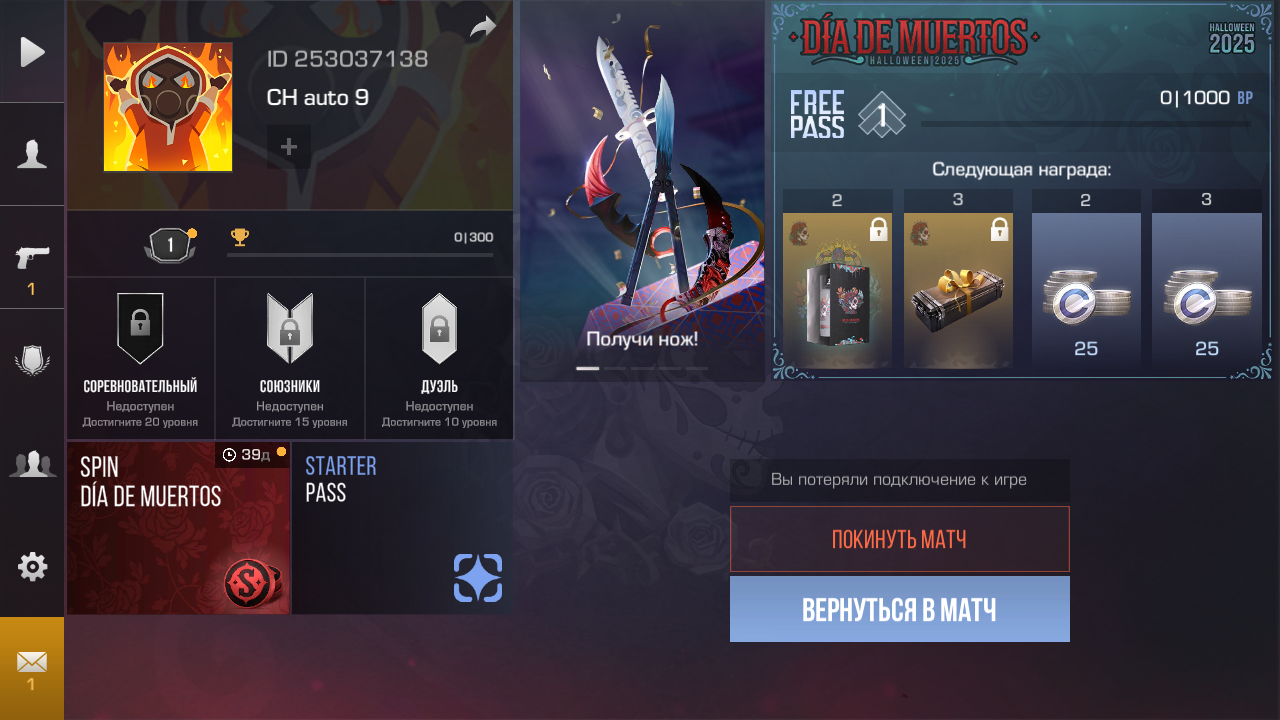 ID 253037138
CH auto 9
+
1
0|300
СОРЕВНОВАТЕЛЬНЫЙ
Недоступен
Достигните 20 уровня
СОЮЗНИКИ
Недоступен
Достигните 15 уровня
ДУЭЛЬ
Недоступен
Достигните 10 уровня
SPIN
DÍA DE MUERTOS
39д
STARTER
PASS
1
1
Получи нож!
DÍA DE MUERTOS
HALLOWEEN 2025
HALLOWEEN
2025
FREE
PASS
1
0|1000 BP
Следующая награда:
2
3
2
3
25
25
Вы потеряли подключение к игре
ПОКИНУТЬ МАТЧ
ВЕРНУТЬСЯ В МАТЧ